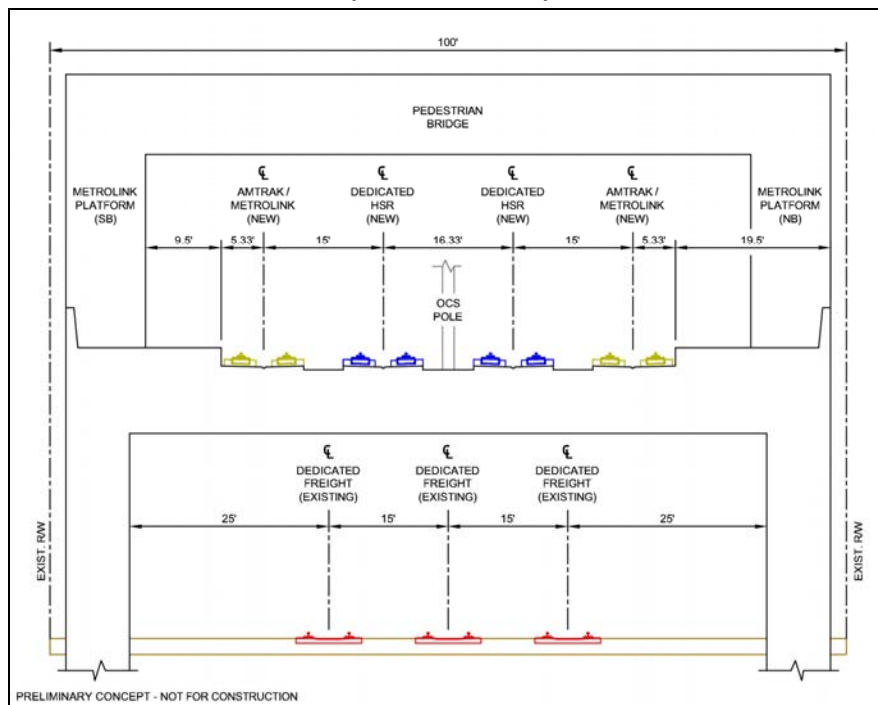 100'
PEDESTRIAN
BRIDGE
METROLINK
PLATFORM
(SB)
℄
AMTRAK /
METROLINK
(NEW)
℄
DEDICATED
HSR
(NEW)
℄
DEDICATED
HSR
(NEW)
℄
AMTRAK /
METROLINK
(NEW)
METROLINK
PLATFORM
(NB)
9.5'
5.33'
15'
16.33'
15'
5.33'
19.5'
OCS
POLE
℄
DEDICATED
FREIGHT
(EXISTING)
℄
DEDICATED
FREIGHT
(EXISTING)
℄
DEDICATED
FREIGHT
(EXISTING)
25'
15'
15'
25'
EXIST. R/W
EXIST. R/W
PRELIMINARY CONCEPT - NOT FOR CONSTRUCTION